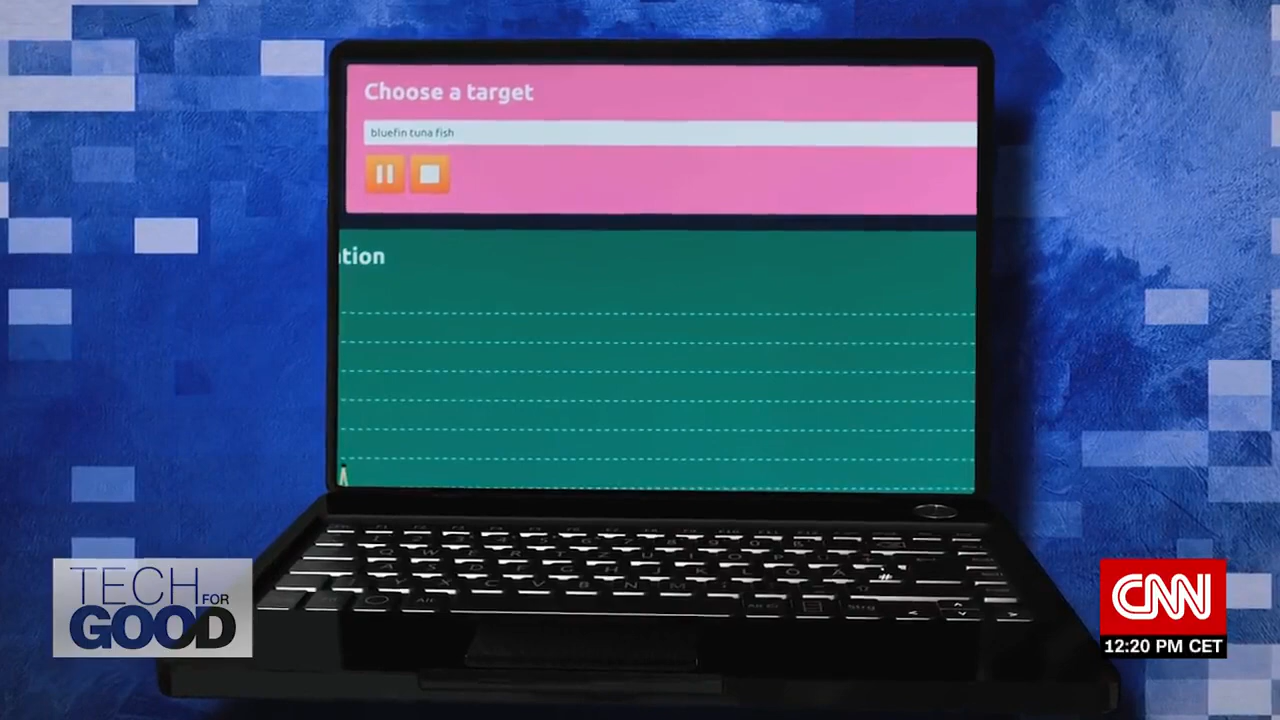 Choose a target
bluefin tuna fish
tion
TECH
FOR
GOOD
CNN
12:20 PM CET